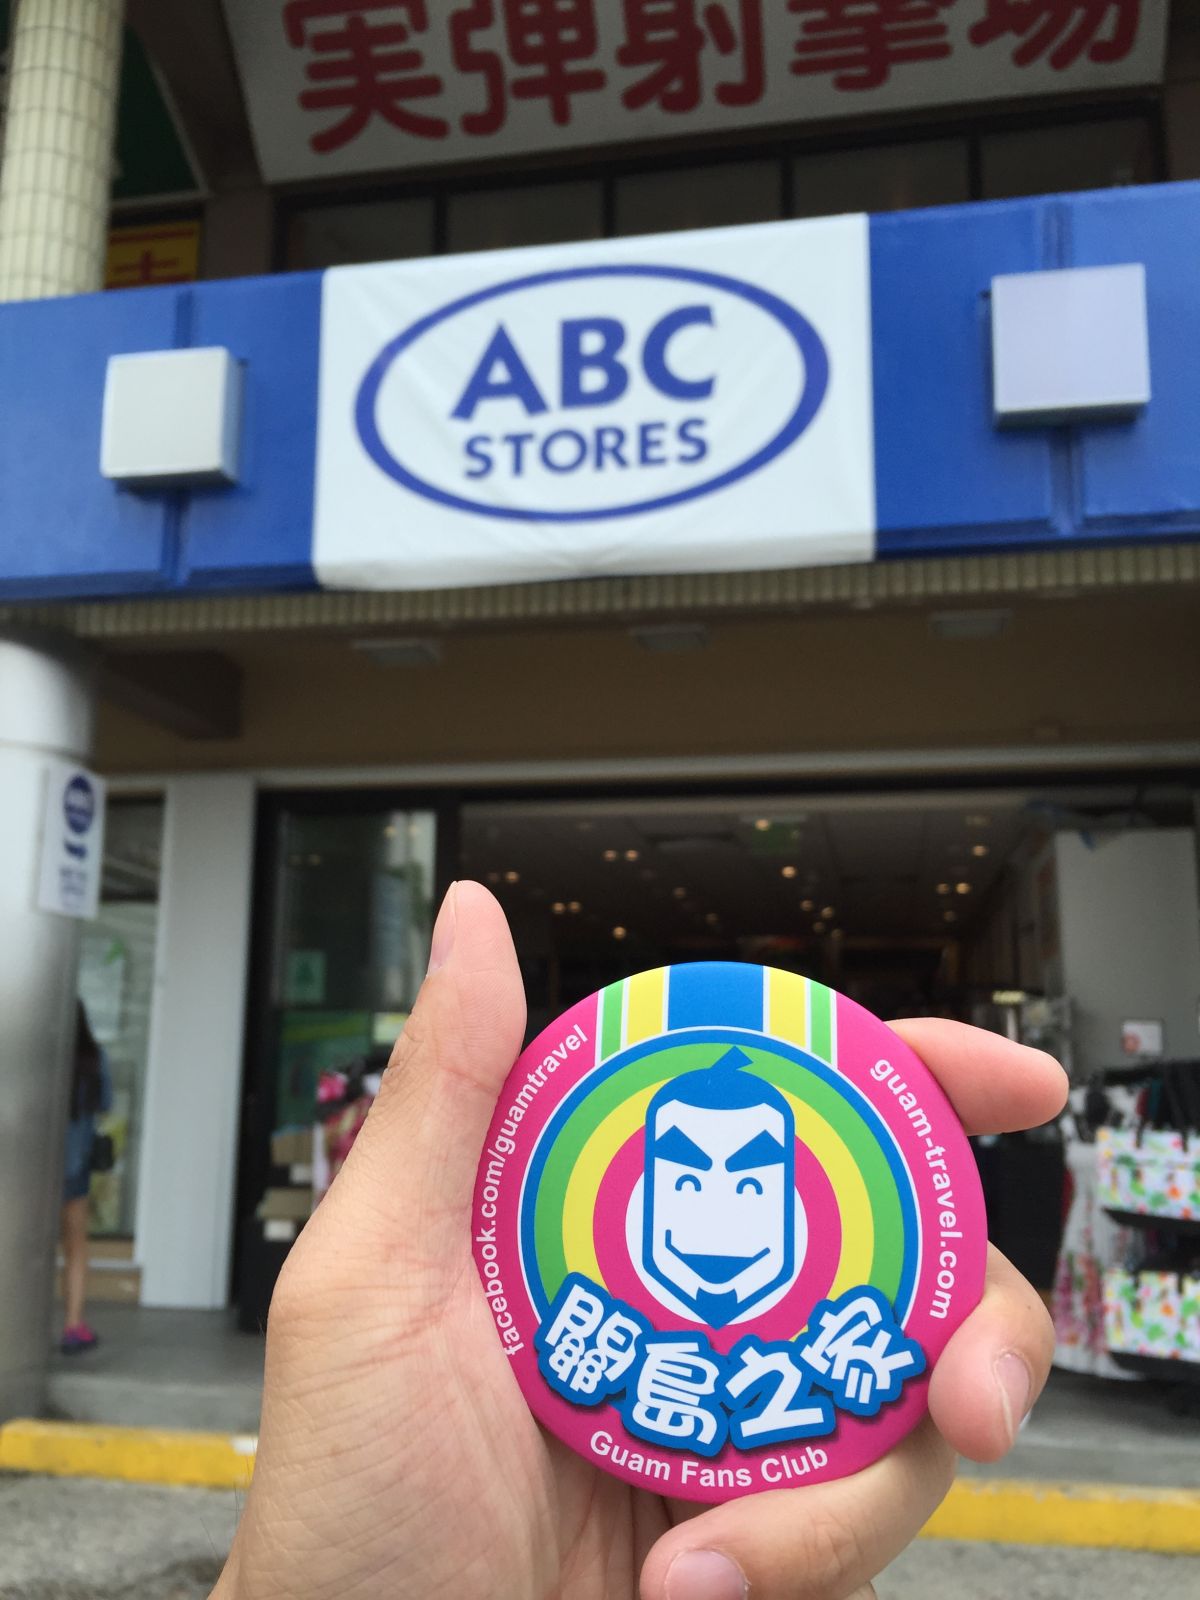 実弾射撃場
ABC
STORES
ABC
facebook.com/guamtravel
guam-travel.com
關島之家
Guam Fans Club